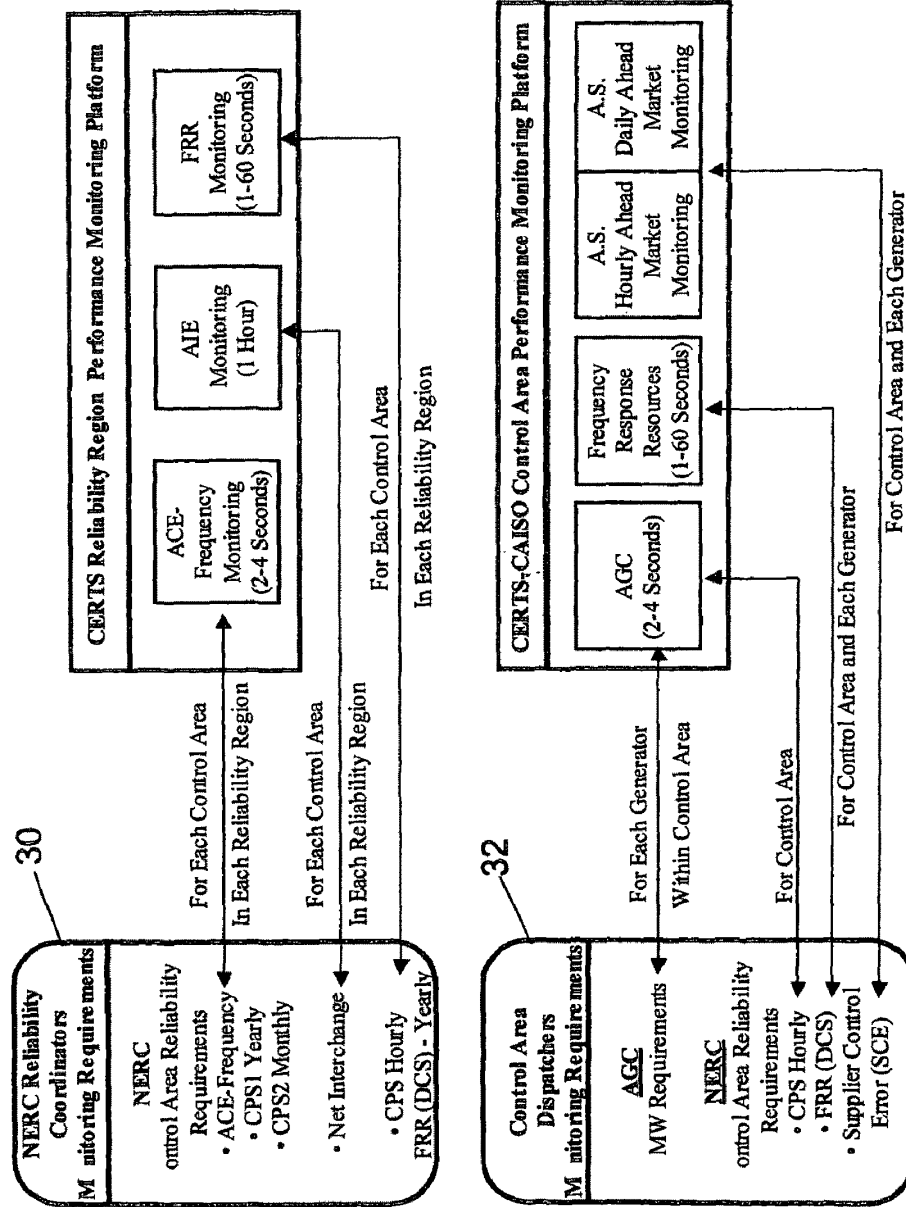 NERC Reliability
Coordinators
M nitoring Requirements
NERC
ontrol Area Reliability
Requirements
• ACE-Frequency
• CPS1 Yearly
• CPS2 Monthly
• Net Interchange
• CPS Hourly
FRR (DCS) - Yearly
30
For Each Control Area
In Each Reliability Region
For Each Control Area
In Each Reliability Region
For Each Control Area
In Each Reliability Region
CERTS Reliability Region Performance Monitoring Platform
ACE-
Frequency
Monitoring
(2-4 Seconds)
AIE
Monitoring
(1 Hour)
FRR
Monitoring
(1-60 Seconds)
Control Area
Dispatchers
M nitoring Requirements
AGC
MW Requirements
NERC
ontrol Area Reliability
Requirements
• CPS Hourly
• FRR (DCS)
• Supplier Control
Error (SCE)
32
For Each Generator
Within Control Area
For Control Area
For Control Area and Each Generator
For Control Area and Each Generator
CERTS-CAISO Control Area Performance Monitoring Platform
AGC
(2-4 Seconds)
Frequency
Response
Resources
(1-60 Seconds)
A.S.
Hourly Ahead
Market
Monitoring
A.S.
Daily Ahead
Market
Monitoring